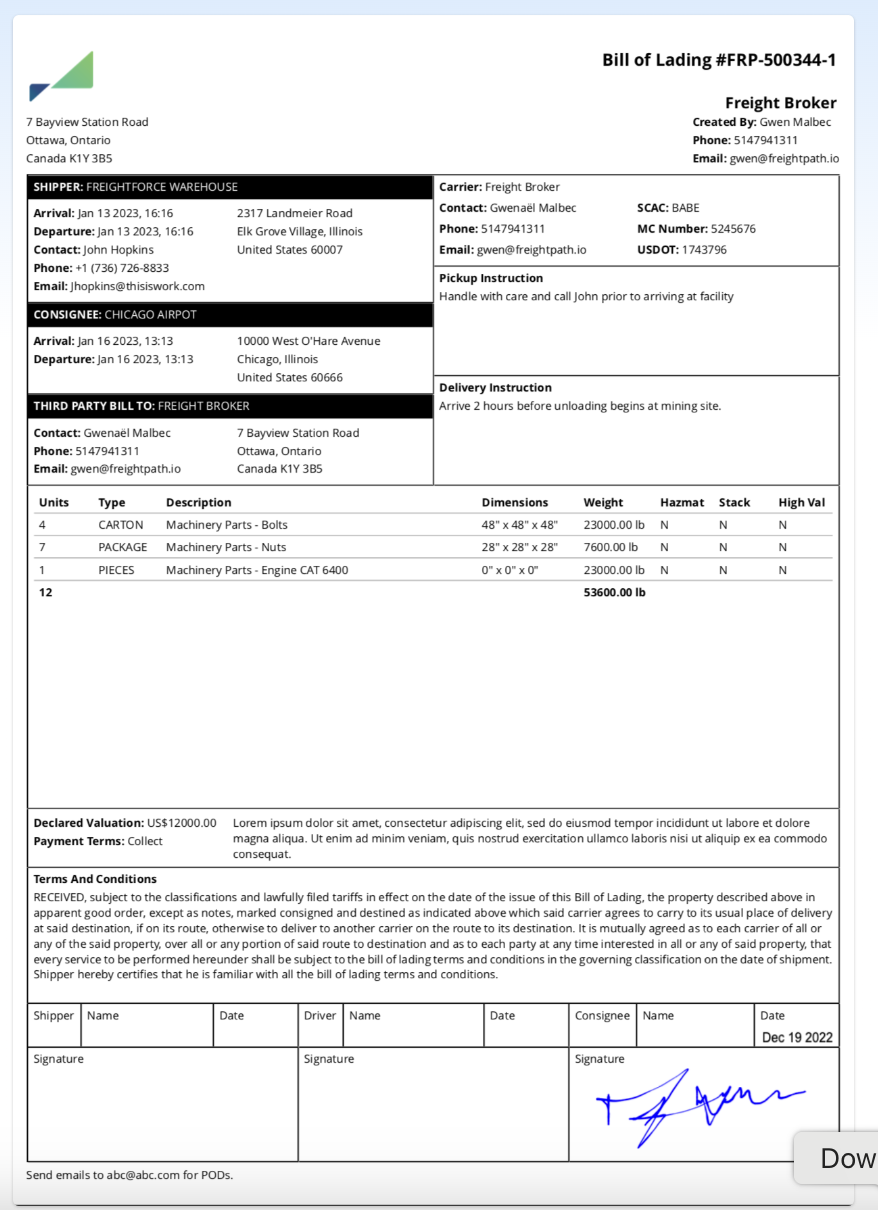 Bill of Lading #FRP-500344-1
Freight Broker
7 Bayview Station Road
Ottawa, Ontario
Canada K1Y 3B5
Created By: Gwen Malbec
Phone: 5147941311
Email: gwen@freightpath.io
SHIPPER: FREIGHTFORCE WAREHOUSE
Arrival: Jan 13 2023, 16:16
Departure: Jan 13 2023, 16:16
Contact: John Hopkins
Phone: +1 (736) 726-8833
Email: Jhopkins@thisiswork.com
2317 Landmeier Road
Elk Grove Village, Illinois
United States 60007
CONSIGNEE: CHICAGO AIRPOT
Arrival: Jan 16 2023, 13:13
Departure: Jan 16 2023, 13:13
10000 West O'Hare Avenue
Chicago, Illinois
United States 60666
THIRD PARTY BILL TO: FREIGHT BROKER
Contact: Gwenaël Malbec
Phone: 5147941311
Email: gwen@freightpath.io
7 Bayview Station Road
Ottawa, Ontario
Canada K1Y 3B5
Carrier: Freight Broker
Contact: Gwenaël Malbec
Phone: 5147941311
Email: gwen@freightpath.io
SCAC: BABE
MC Number: 5245676
USDOT: 1743796
Pickup Instruction
Handle with care and call John prior to arriving at facility
Delivery Instruction
Arrive 2 hours before unloading begins at mining site.
Units Type Description Dimensions Weight Hazmat Stack High Val
4 CARTON Machinery Parts - Bolts 48" x 48" x 48" 23000.00 lb N N N
7 PACKAGE Machinery Parts - Nuts 28" x 28" x 28" 7600.00 lb N N N
1 PIECES Machinery Parts - Engine CAT 6400 0" x 0" x 0" 23000.00 lb N N N
12 53600.00 lb
Declared Valuation: US$12000.00
Payment Terms: Collect
Lorem ipsum dolor sit amet, consectetur adipiscing elit, sed do eiusmod tempor incididunt ut labore et dolore
magna aliqua. Ut enim ad minim veniam, quis nostrud exercitation ullamco laboris nisi ut aliquip ex ea commodo
consequat.
Terms And Conditions
RECEIVED, subject to the classifications and lawfully filed tariffs in effect on the date of the issue of this Bill of Lading, the property described above in
apparent good order, except as notes, marked consigned and destined as indicated above which said carrier agrees to carry to its usual place of delivery
at said destination, if on its route, otherwise to deliver to another carrier on the route to its destination. It is mutually agreed as to each carrier of all or
any of the said property, over all or any portion of said route to destination and as to each party at any time interested in all or any of said property, that
every service to be performed hereunder shall be subject to the bill of lading terms and conditions in the governing classification on the date of shipment.
Shipper hereby certifies that he is familiar with all the bill of lading terms and conditions.
Shipper Name Date Driver Name Date Consignee Name Date
Dec 19 2022
Signature Signature Signature
Send emails to abc@abc.com for PODs.
Dow